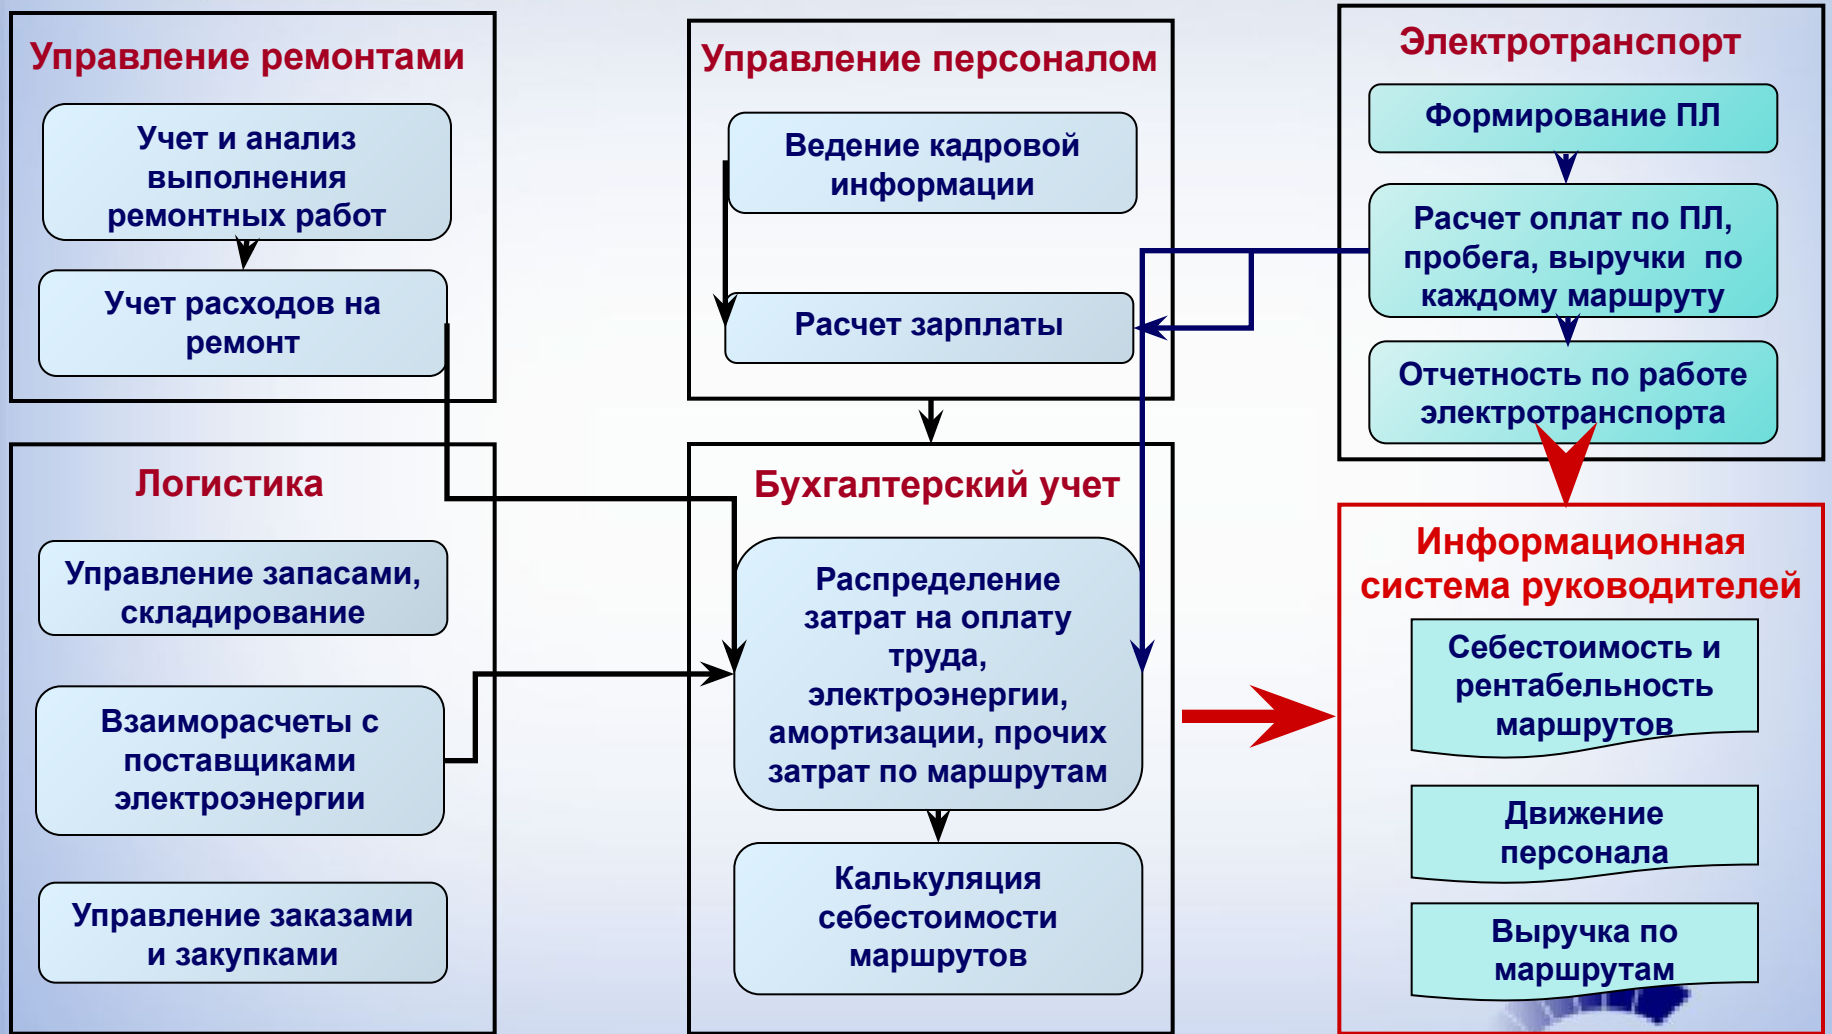 Управление ремонтами
Учет и анализ
выполнения
ремонтных работ
Учет расходов на
ремонт
Логистика
Управление запасами,
складирование
Взаиморасчеты с
поставщиками
электроэнергии
Управление заказами
и закупками
Управление персоналом
Ведение кадровой
информации
Расчет зарплаты
Бухгалтерский учет
Распределение
затрат на оплату
труда,
электроэнергии,
амортизации, прочих
затрат по маршрутам
Калькуляция
себестоимости
маршрутов
Электротранспорт
Формирование ПЛ
Расчет оплат по ПЛ,
пробега, выручки по
каждому маршруту
Отчетность по работе
электротранспорта
Информационная
система руководителей
Себестоимость и
рентабельность
маршрутов
Движение
персонала
Выручка по
маршрутам